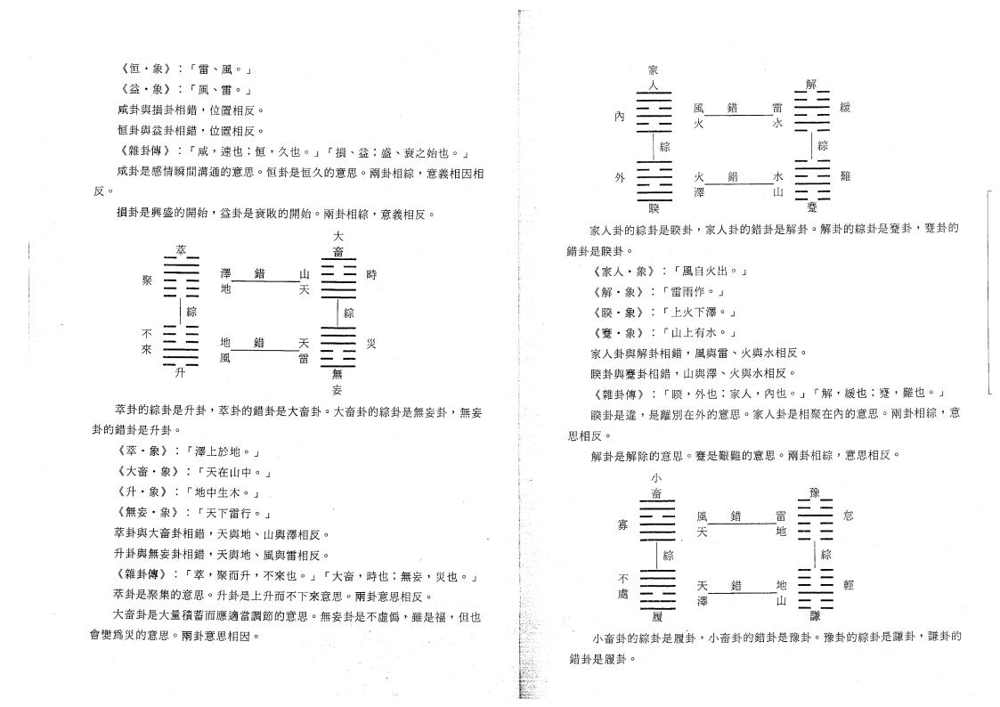 《恒・象》：「雷、風。」
《益・象》：「風、雷。」
咸卦與損卦相錯，位置相反。
恒卦與益卦相錯，位置相反。
《雜卦傳》：「咸，速也；恒，久也。」「損、益；盛、衰之始也。」
咸卦是感情瞬間溝通的意思。恒卦是恒久的意思。兩卦相綜，意義相因相
反。
損卦是興盛的開始，益卦是衰敗的開始。兩卦相綜，意義相反。
萃
大畜
聚
澤地
錯
山天
時
綜
綜
不來
地風
錯
天雷
災
升
無妄
萃卦的綜卦是升卦，萃卦的錯卦是大畜卦。大畜卦的綜卦是無妄卦，無妄
卦的錯卦是升卦。
《萃・象》：「澤上於地。」
《大畜・象》：「天在山中。」
《升・象》：「地中生木。」
《無妄・象》：「天下雷行。」
萃卦與大畜卦相錯，天與地、山與澤相反。
升卦與無妄卦相錯，天與地、風與雷相反。
《雜卦傳》：「萃，聚而升，不來也。」「大畜，時也；無妄，災也。」
萃卦是聚集的意思。升卦是上升而不下來意思。兩卦意思相反。
大畜卦是大量積蓄而應適當調節的意思。無妄卦是不虛僞，雖是福，但也
會變爲災的意思。兩卦意思相因。
家人
解
內
風火
錯
雷水
緩
綜
綜
外
火澤
錯
水山
難
睽
蹇
家人卦的綜卦是睽卦，家人卦的錯卦是解卦。解卦的綜卦是蹇卦，蹇卦的
錯卦是睽卦。
《家人・象》：「風自火出。」
《解・象》：「雷雨作。」
《睽・象》：「上火下澤。」
《蹇・象》：「山上有水。」
家人卦與解卦相錯，風與雷、火與水相反。
睽卦與蹇卦相錯，山與澤、火與水相反。
《雜卦傳》：「睽，外也；家人，內也。」「解，緩也；蹇，難也。」
睽卦是違，是離別在外的意思。家人卦是相聚在內的意思。兩卦相綜，意
思相反。
解卦是解除的意思。蹇是艱難的意思。兩卦相綜，意思相反。
小畜
豫
寡
風天
錯
雷地
怠
綜
綜
不處
天澤
錯
地山
輕
履
謙
小畜卦的綜卦是履卦，小畜卦的錯卦是豫卦。豫卦的綜卦是謙卦，謙卦的
錯卦是履卦。